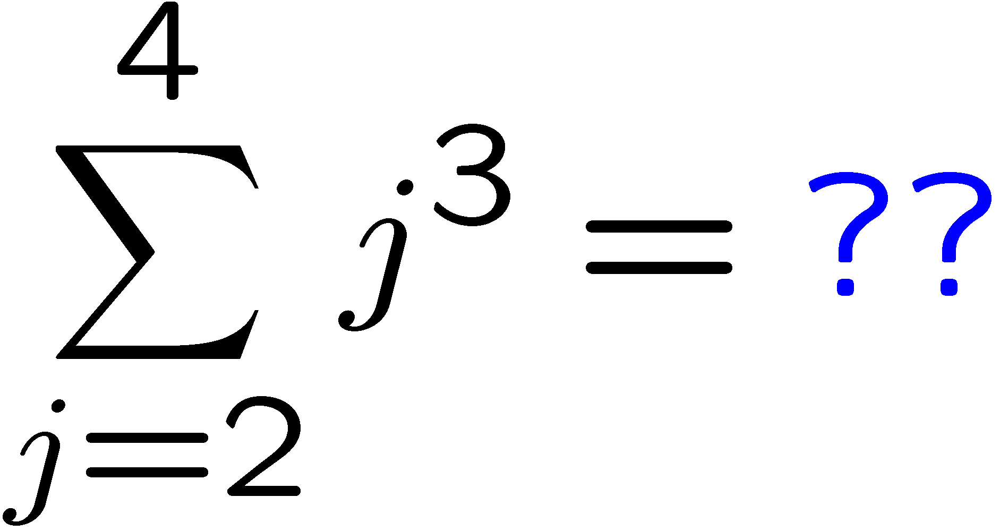 4
∑ j³ = ??
j=2